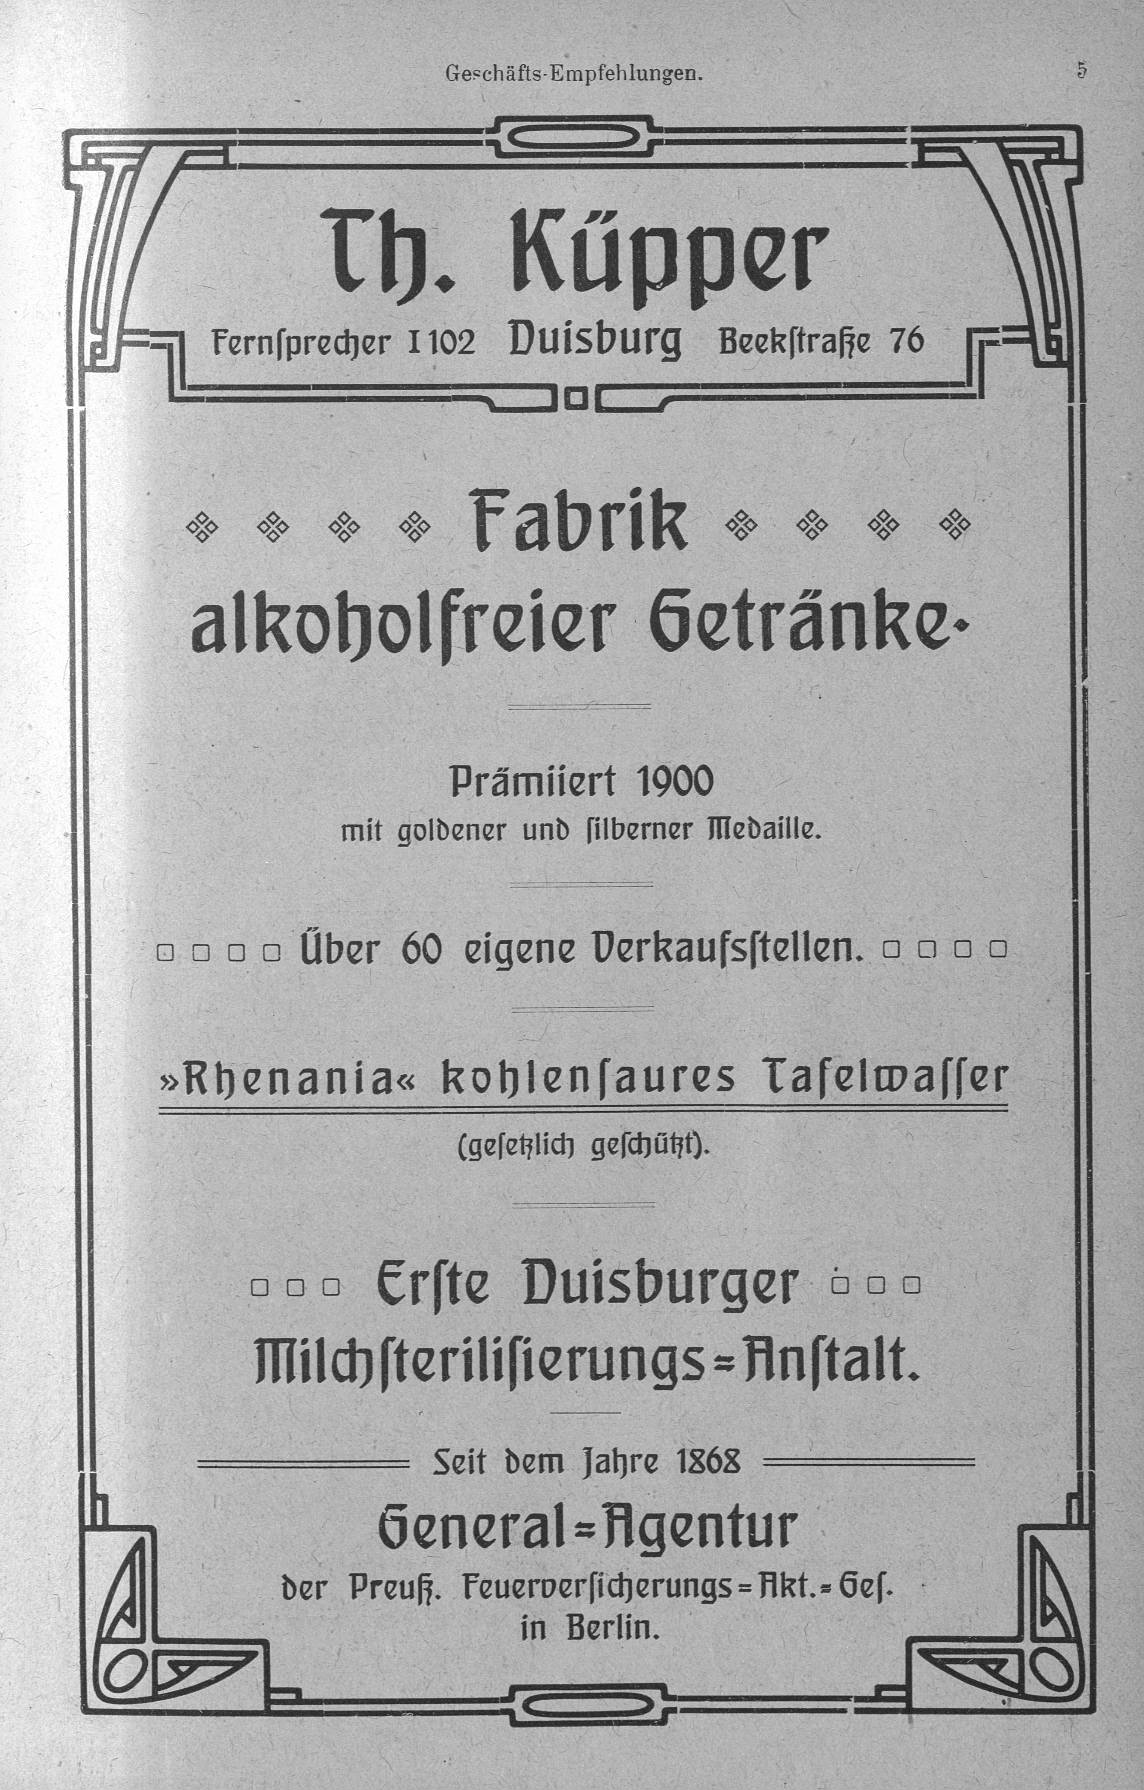 Geschäfts-Empfehlungen. 5
Th. Küpper
Fernſprecher I 102 Duisburg Beekſtraße 76
Fabrik
alkoholfreier Getränke.
Prämiiert 1900
mit goldener und ſilberner Medaille.
Über 60 eigene Verkaufsſtellen.
»Rhenania« kohlenſaures Tafelwaſſer
(geſetzlich geſchützt).
Erſte Duisburger
Milchſteriliſierungs=Anſtalt.
Seit dem Jahre 1868
General=Agentur
der Preuß. Feuerverſicherungs=Akt.=Geſ.
in Berlin.